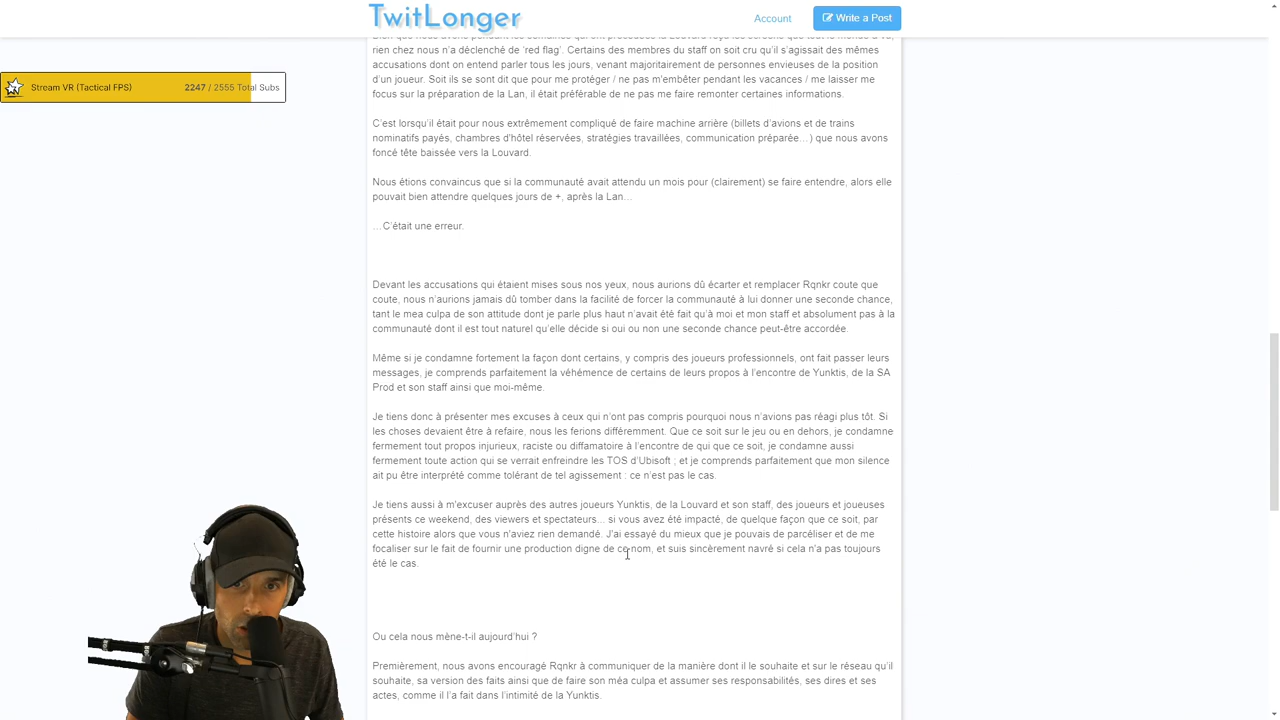 TwitLonger
Account
Write a Post
rien chez nous n'a déclenché de 'red flag'. Certains des membres du staff on soit cru qu'il s'agissait des mêmes
accusations dont on entend parler tous les jours, venant majoritairement de personnes envieuses de la position
d'un joueur. Soit ils se sont dit que pour me protéger / ne pas m'embêter pendant les vacances / me laisser me
focus sur la préparation de la Lan, il était préférable de ne pas me faire remonter certaines informations.
Stream VR (Tactical FPS)
2247 / 2555 Total Subs
C'est lorsqu'il était pour nous extrêmement compliqué de faire machine arrière (billets d'avions et de trains
nominatifs payés, chambres d'hôtel réservées, stratégies travaillées, communication préparée…) que nous avons
foncé tête baissée vers la Louvard.
Nous étions convaincus que si la communauté avait attendu un mois pour (clairement) se faire entendre, alors elle
pouvait bien attendre quelques jours de +, après la Lan…
…C'était une erreur.
Devant les accusations qui étaient mises sous nos yeux, nous aurions dû écarter et remplacer Rqnkr coute que
coute, nous n'aurions jamais dû tomber dans la facilité de forcer la communauté à lui donner une seconde chance,
tant le mea culpa de son attitude dont je parle plus haut n'avait été fait qu'à moi et mon staff et absolument pas à la
communauté dont il est tout naturel qu'elle décide si oui ou non une seconde chance peut-être accordée.
Même si je condamne fortement la façon dont certains, y compris des joueurs professionnels, ont fait passer leurs
messages, je comprends parfaitement la véhémence de certains de leurs propos à l'encontre de Yunktis, de la SA
Prod et son staff ainsi que moi-même.
Je tiens donc à présenter mes excuses à ceux qui n'ont pas compris pourquoi nous n'avions pas réagi plus tôt. Si
les choses devaient être à refaire, nous les ferions différemment. Que ce soit sur le jeu ou en dehors, je condamne
fermement tout propos injurieux, raciste ou diffamatoire à l'encontre de qui que ce soit, je condamne aussi
fermement toute action qui se verrait enfreindre les TOS d'Ubisoft ; et je comprends parfaitement que mon silence
ait pu être interprété comme tolérant de tel agissement : ce n'est pas le cas.
Je tiens aussi à m'excuser auprès des autres joueurs Yunktis, de la Louvard et son staff, des joueurs et joueuses
présents ce weekend, des viewers et spectateurs... si vous avez été impacté, de quelque façon que ce soit, par
cette histoire alors que vous n'aviez rien demandé. J'ai essayé du mieux que je pouvais de parcéliser et de me
focaliser sur le fait de fournir une production digne de ce nom, et suis sincèrement navré si cela n'a pas toujours
été le cas.
Ou cela nous mène-t-il aujourd'hui ?
Premièrement, nous avons encouragé Rqnkr à communiquer de la manière dont il le souhaite et sur le réseau qu'il
souhaite, sa version des faits ainsi que de faire son méa culpa et assumer ses responsabilités, ses dires et ses
actes, comme il l'a fait dans l'intimité de la Yunktis.